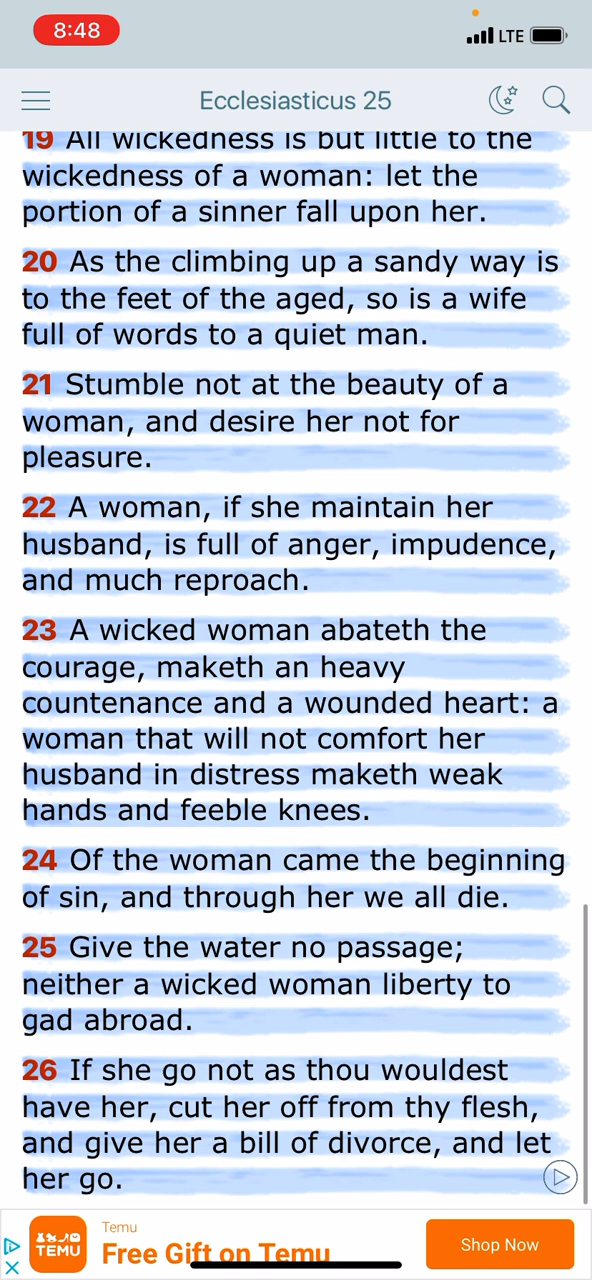 8:48
LTE
Ecclesiasticus 25
19 All wickedness is but little to the
wickedness of a woman: let the
portion of a sinner fall upon her.
20 As the climbing up a sandy way is
to the feet of the aged, so is a wife
full of words to a quiet man.
21 Stumble not at the beauty of a
woman, and desire her not for
pleasure.
22 A woman, if she maintain her
husband, is full of anger, impudence,
and much reproach.
23 A wicked woman abateth the
courage, maketh an heavy
countenance and a wounded heart: a
woman that will not comfort her
husband in distress maketh weak
hands and feeble knees.
24 Of the woman came the beginning
of sin, and through her we all die.
25 Give the water no passage;
neither a wicked woman liberty to
gad abroad.
26 If she go not as thou wouldest
have her, cut her off from thy flesh,
and give her a bill of divorce, and let
her go.
TEMU
Temu
Free Gift on Temu
Shop Now